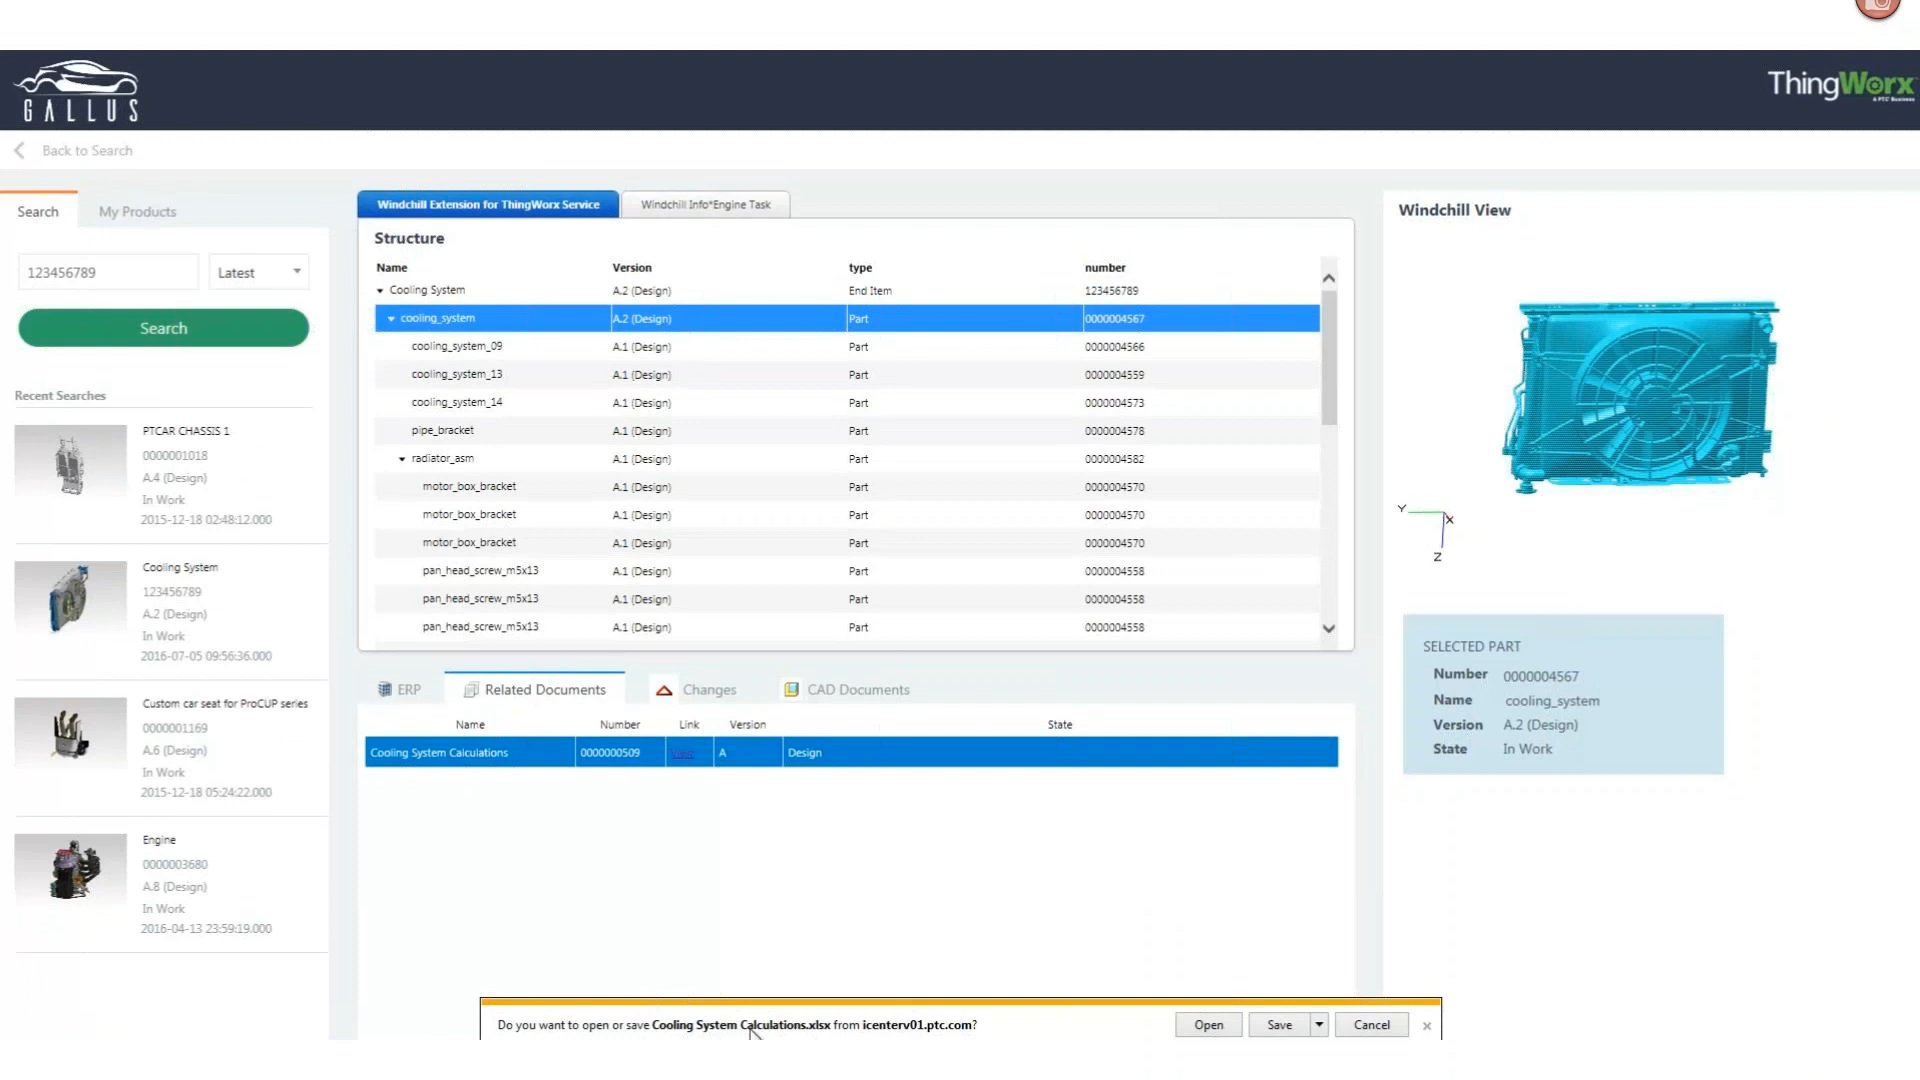 GALLUS
ThingWorx
A PTC Business
Back to Search
Search
My Products
123456789
Latest
Search
Recent Searches
PTCAR CHASSIS 1
0000001018
A.4 (Design)
In Work
2015-12-18 02:48:12.000
Cooling System
123456789
A.2 (Design)
In Work
2016-07-05 09:56:36.000
Custom car seat for ProCUP series
0000001169
A.6 (Design)
In Work
2015-12-18 05:24:22.000
Engine
0000003680
A.8 (Design)
In Work
2016-04-13 23:59:19.000
Windchill Extension for ThingWorx Service
Windchill Info*Engine Task
Structure
Name Version type number
Cooling System A.2 (Design) End Item 123456789
cooling_system A.2 (Design) Part 0000004567
cooling_system_09 A.1 (Design) Part 0000004566
cooling_system_13 A.1 (Design) Part 0000004559
cooling_system_14 A.1 (Design) Part 0000004573
pipe_bracket A.1 (Design) Part 0000004578
radiator_asm A.1 (Design) Part 0000004582
motor_box_bracket A.1 (Design) Part 0000004570
motor_box_bracket A.1 (Design) Part 0000004570
motor_box_bracket A.1 (Design) Part 0000004570
pan_head_screw_m5x13 A.1 (Design) Part 0000004558
pan_head_screw_m5x13 A.1 (Design) Part 0000004558
pan_head_screw_m5x13 A.1 (Design) Part 0000004558
ERP
Related Documents
Changes
CAD Documents
Name Number Link Version State
Cooling System Calculations 0000000509 view A Design
Windchill View
Y
X
Z
SELECTED PART
Number 0000004567
Name cooling_system
Version A.2 (Design)
State In Work
Do you want to open or save Cooling System Calculations.xlsx from icenterv01.ptc.com?
Open
Save
Cancel